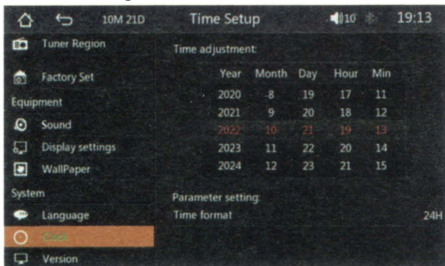 10M 21D Time Setup 10 19:13
Tuner Region
Factory Set
Equipment
Sound
Display settings
WallPaper
System
Language
Clock
Version
Time adjustment:
Year Month Day Hour Min
2020 8 19 17 11
2021 9 20 18 12
2022 10 21 19 13
2023 11 22 20 14
2024 12 23 21 15
Parameter setting:
Time format 24H